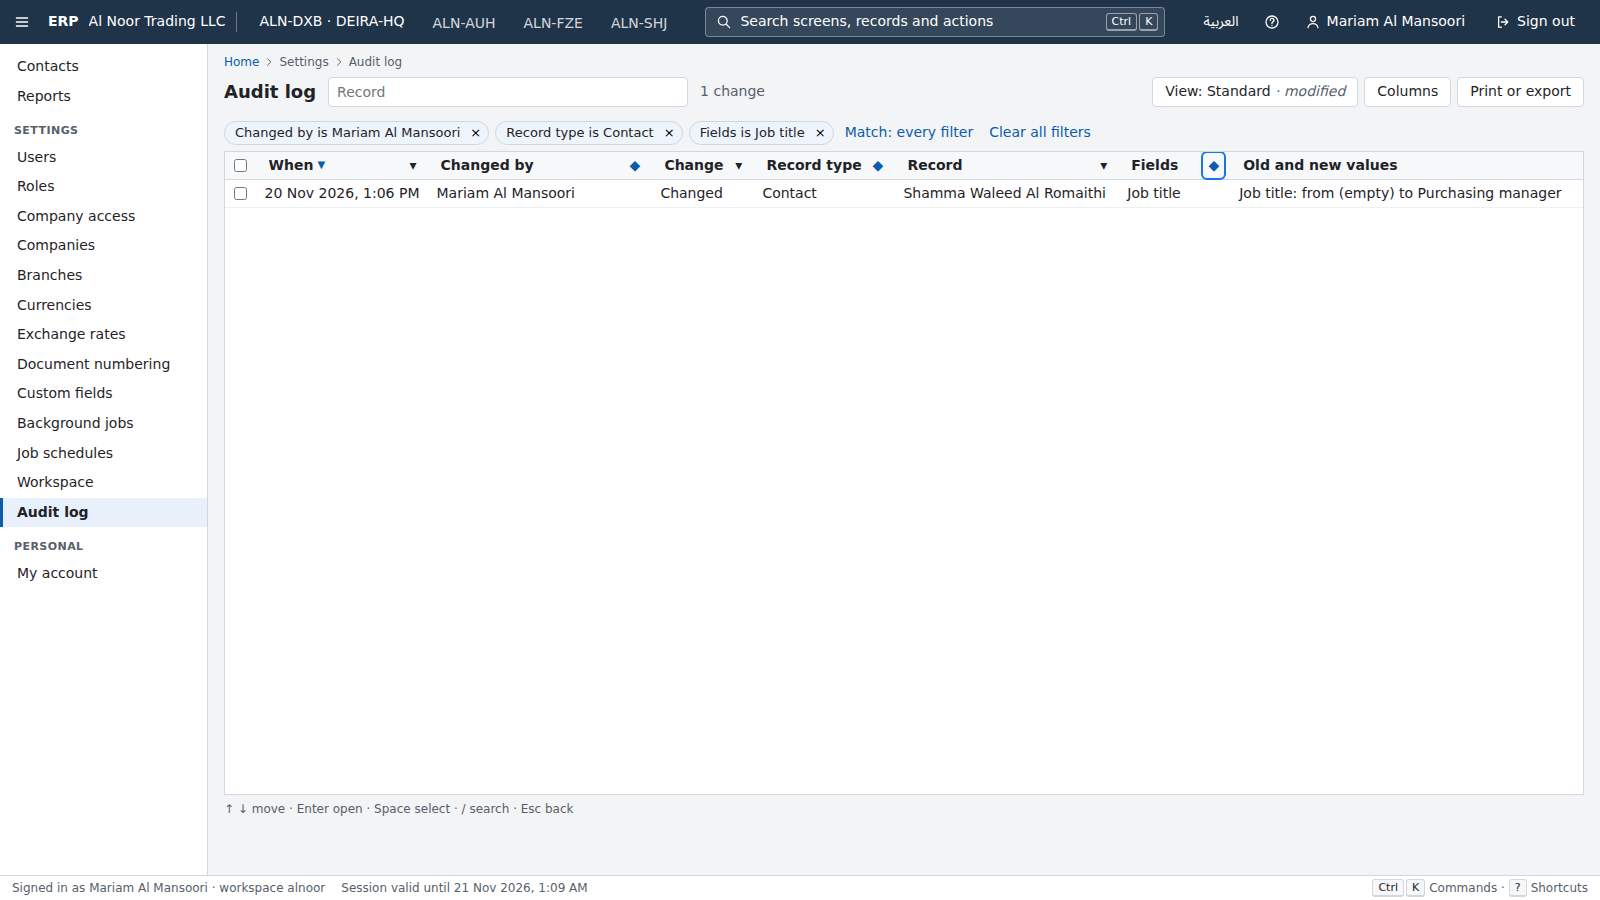 ERP Al Noor Trading LLC ALN-DXB · DEIRA-HQ ALN-AUH ALN-FZE ALN-SHJ Search screens, records and actions Ctrl K العربية Mariam Al Mansoori Sign out
Contacts
Reports
SETTINGS
Users
Roles
Company access
Companies
Branches
Currencies
Exchange rates
Document numbering
Custom fields
Background jobs
Job schedules
Workspace
Audit log
PERSONAL
My account
Home Settings Audit log
Audit log Record 1 change View: Standard · modified Columns Print or export
Changed by is Mariam Al Mansoori × Record type is Contact × Fields is Job title × Match: every filter Clear all filters
When ▼ ▾ Changed by ◆ Change ▾ Record type ◆ Record ▾ Fields ◆ Old and new values
20 Nov 2026, 1:06 PM Mariam Al Mansoori Changed Contact Shamma Waleed Al Romaithi Job title Job title: from (empty) to Purchasing manager
↑ ↓ move · Enter open · Space select · / search · Esc back
Signed in as Mariam Al Mansoori · workspace alnoor Session valid until 21 Nov 2026, 1:09 AM Ctrl K Commands · ? Shortcuts